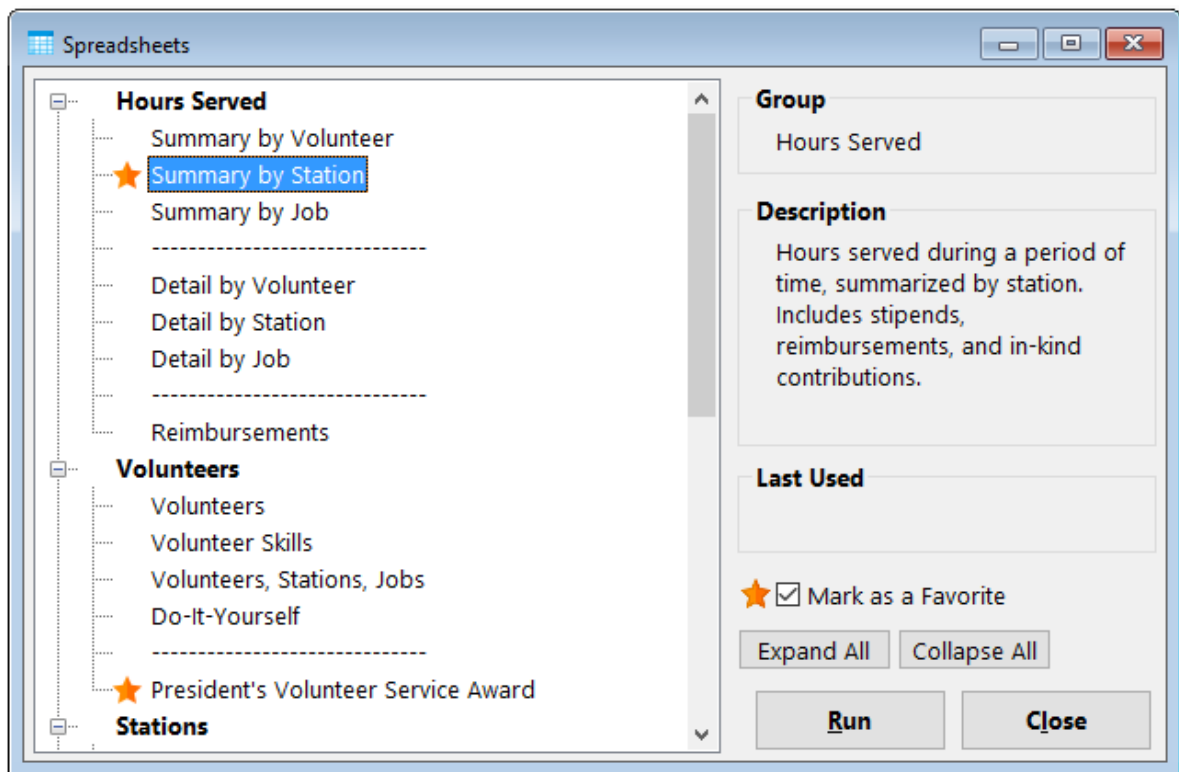 Spreadsheets
Hours Served
Summary by Volunteer
Summary by Station
Summary by Job
------------------------------
Detail by Volunteer
Detail by Station
Detail by Job
------------------------------
Reimbursements
Volunteers
Volunteers
Volunteer Skills
Volunteers, Stations, Jobs
Do-It-Yourself
------------------------------
President's Volunteer Service Award
Stations
Group
Hours Served
Description
Hours served during a period of
time, summarized by station.
Includes stipends,
reimbursements, and in-kind
contributions.
Last Used
Mark as a Favorite
Expand All
Collapse All
Run
Close